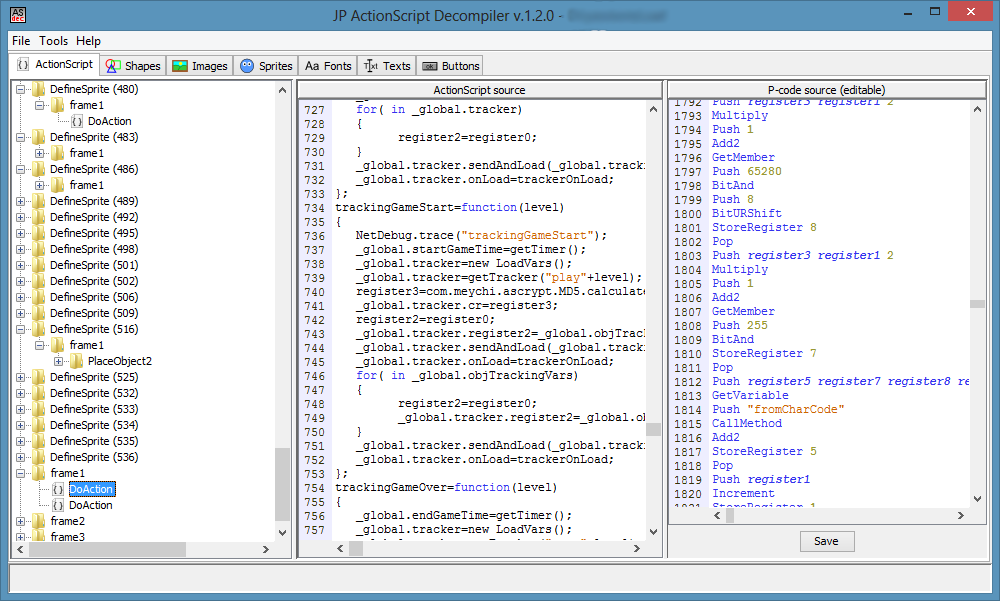 AS
dec
JP ActionScript Decompiler v.1.2.0 -
File Tools Help
ActionScript Shapes Images Sprites Aa Fonts Txt Texts OK Buttons
DefineSprite (480)
frame1
DoAction
DefineSprite (483)
frame1
DefineSprite (486)
frame1
DefineSprite (489)
DefineSprite (492)
DefineSprite (495)
DefineSprite (498)
DefineSprite (501)
DefineSprite (502)
DefineSprite (506)
DefineSprite (509)
DefineSprite (516)
frame1
PlaceObject2
DefineSprite (525)
DefineSprite (532)
DefineSprite (533)
DefineSprite (534)
DefineSprite (535)
DefineSprite (536)
frame1
DoAction
DoAction
frame2
frame3
ActionScript source
727 for( in _global.tracker)
728 {
729 register2=register0;
730 }
731 _global.tracker.sendAndLoad(_global.track
732 _global.tracker.onLoad=trackerOnLoad;
733 };
734 trackingGameStart=function(level)
735 {
736 NetDebug.trace("trackingGameStart");
737 _global.startGameTime=getTimer();
738 _global.tracker=new LoadVars();
739 _global.tracker=getTracker("play"+level);
740 register3=com.meychi.ascrypt.MD5.calculate
741 _global.tracker.cr=register3;
742 register2=register0;
743 _global.tracker.register2=_global.objTrack
744 _global.tracker.sendAndLoad(_global.track
745 _global.tracker.onLoad=trackerOnLoad;
746 for( in _global.objTrackingVars)
747 {
748 register2=register0;
749 _global.tracker.register2=_global.ob
750 }
751 _global.tracker.sendAndLoad(_global.track
752 _global.tracker.onLoad=trackerOnLoad;
753 };
754 trackingGameOver=function(level)
755 {
756 _global.endGameTime=getTimer();
757 _global.tracker=new LoadVars();
P-code source (editable)
1792 Push register3 register1 2
1793 Multiply
1794 Push 1
1795 Add2
1796 GetMember
1797 Push 65280
1798 BitAnd
1799 Push 8
1800 BitURShift
1801 StoreRegister 8
1802 Pop
1803 Push register3 register1 2
1804 Multiply
1805 Push 1
1806 Add2
1807 GetMember
1808 Push 255
1809 BitAnd
1810 StoreRegister 7
1811 Pop
1812 Push register5 register7 register8 re
1813 GetVariable
1814 Push "fromCharCode"
1815 CallMethod
1816 Add2
1817 StoreRegister 5
1818 Pop
1819 Push register1
1820 Increment
1821 StoreRegister 1
Save